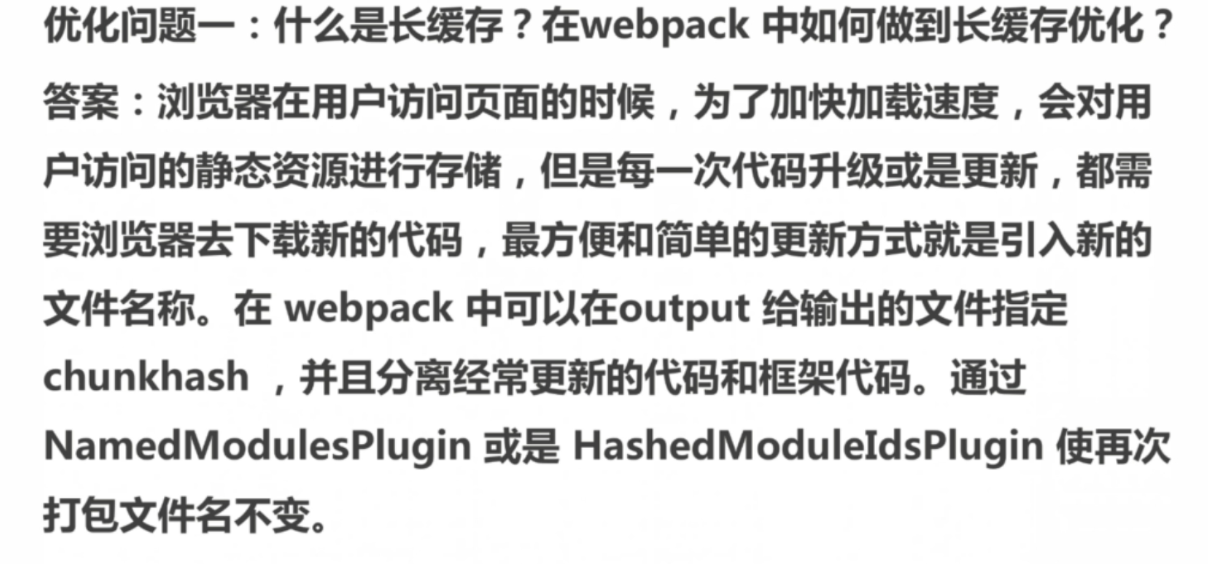 优化问题一：什么是长缓存？在webpack 中如何做到长缓存优化？
答案：浏览器在用户访问页面的时候，为了加快加载速度，会对用
户访问的静态资源进行存储，但是每一次代码升级或是更新，都需
要浏览器去下载新的代码，最方便和简单的更新方式就是引入新的
文件名称。在 webpack 中可以在output 给输出的文件指定
chunkhash ，并且分离经常更新的代码和框架代码。通过
NamedModulesPlugin 或是 HashedModuleIdsPlugin 使再次
打包文件名不变。